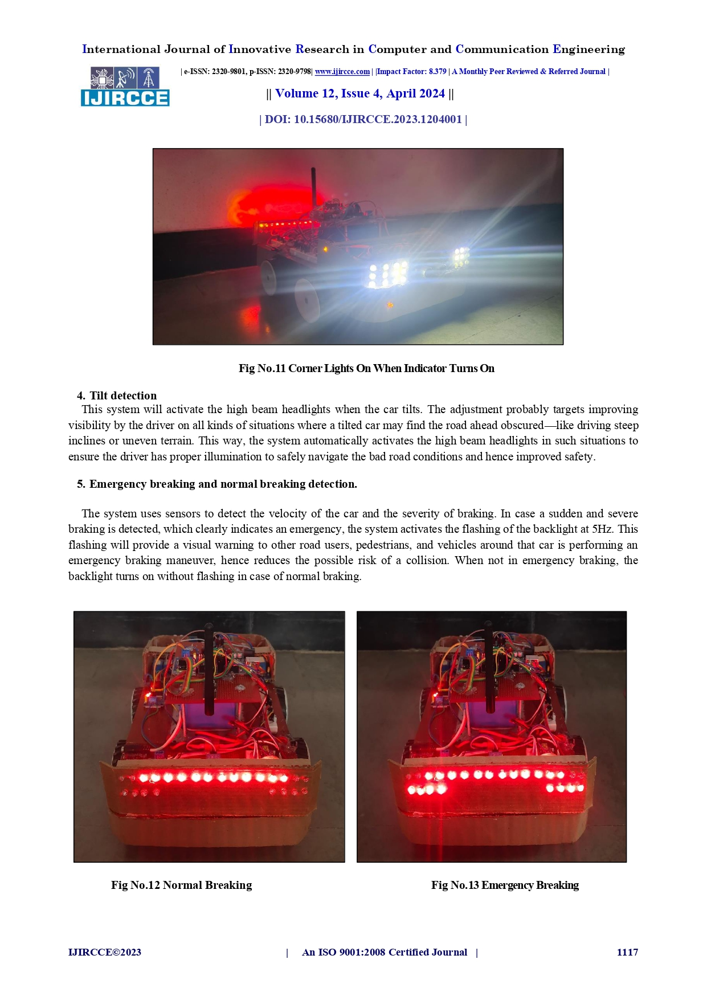 International Journal of Innovative Research in Computer and Communication Engineering
| e-ISSN: 2320-9801, p-ISSN: 2320-9798| www.ijircce.com | |Impact Factor: 8.379 | A Monthly Peer Reviewed & Referred Journal |
IJIRCCE
|| Volume 12, Issue 4, April 2024 ||
| DOI: 10.15680/IJIRCCE.2023.1204001 |
Fig No.11 Corner Lights On When Indicator Turns On
4. Tilt detection
This system will activate the high beam headlights when the car tilts. The adjustment probably targets improving
visibility by the driver on all kinds of situations where a tilted car may find the road ahead obscured—like driving steep
inclines or uneven terrain. This way, the system automatically activates the high beam headlights in such situations to
ensure the driver has proper illumination to safely navigate the bad road conditions and hence improved safety.
5. Emergency breaking and normal breaking detection.
The system uses sensors to detect the velocity of the car and the severity of braking. In case a sudden and severe
braking is detected, which clearly indicates an emergency, the system activates the flashing of the backlight at 5Hz. This
flashing will provide a visual warning to other road users, pedestrians, and vehicles around that car is performing an
emergency braking maneuver, hence reduces the possible risk of a collision. When not in emergency braking, the
backlight turns on without flashing in case of normal braking.
Fig No.12 Normal Breaking
Fig No.13 Emergency Breaking
IJIRCCE©2023 | An ISO 9001:2008 Certified Journal | 1117